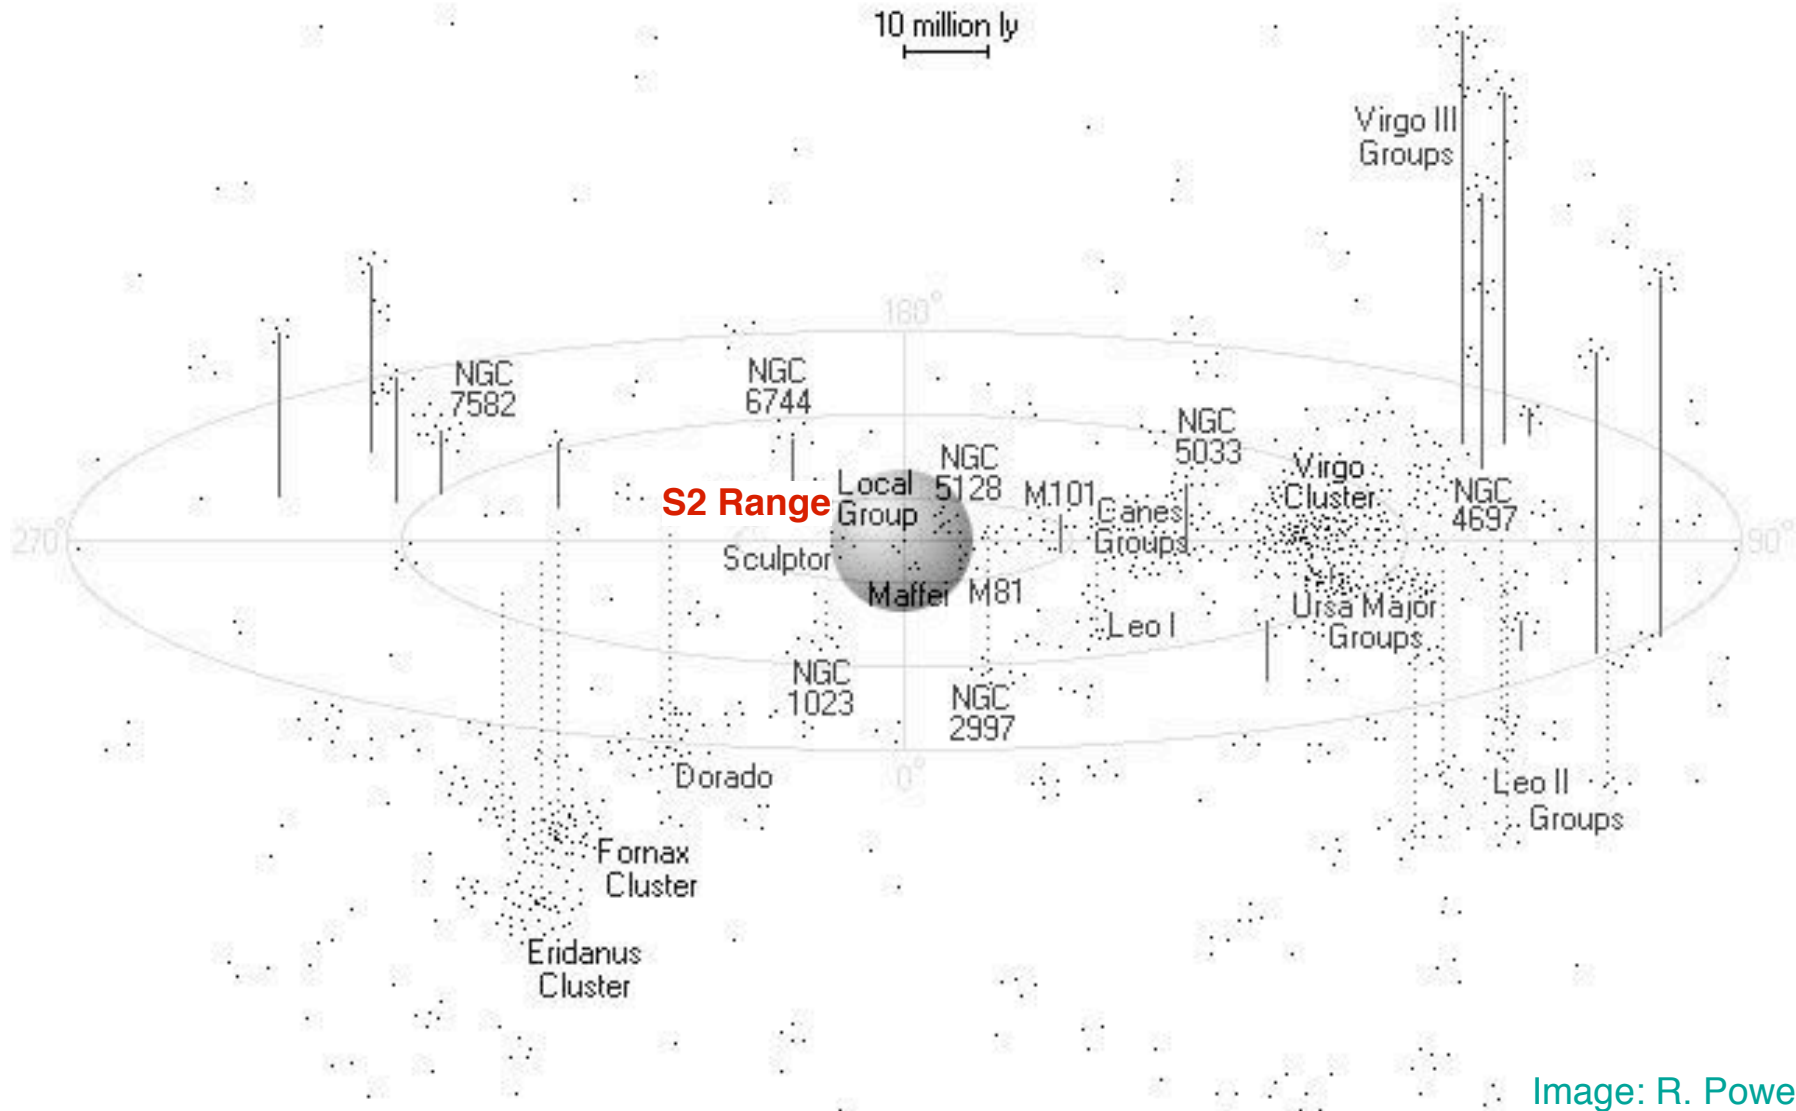 10 million ly
Virgo III
Groups
180°
NGC
7582
NGC
6744
NGC
5033
NGC
5128
Virgo
Cluster
Local
Group
S2 Range
M101
Canes
Groups
NGC
4697
270°
90°
Sculptor
Maffei
M81
Leo I
Ursa Major
Groups
NGC
1023
NGC
2997
0°
Dorado
Leo II
Groups
Fornax
Cluster
Eridanus
Cluster
Image: R. Powe